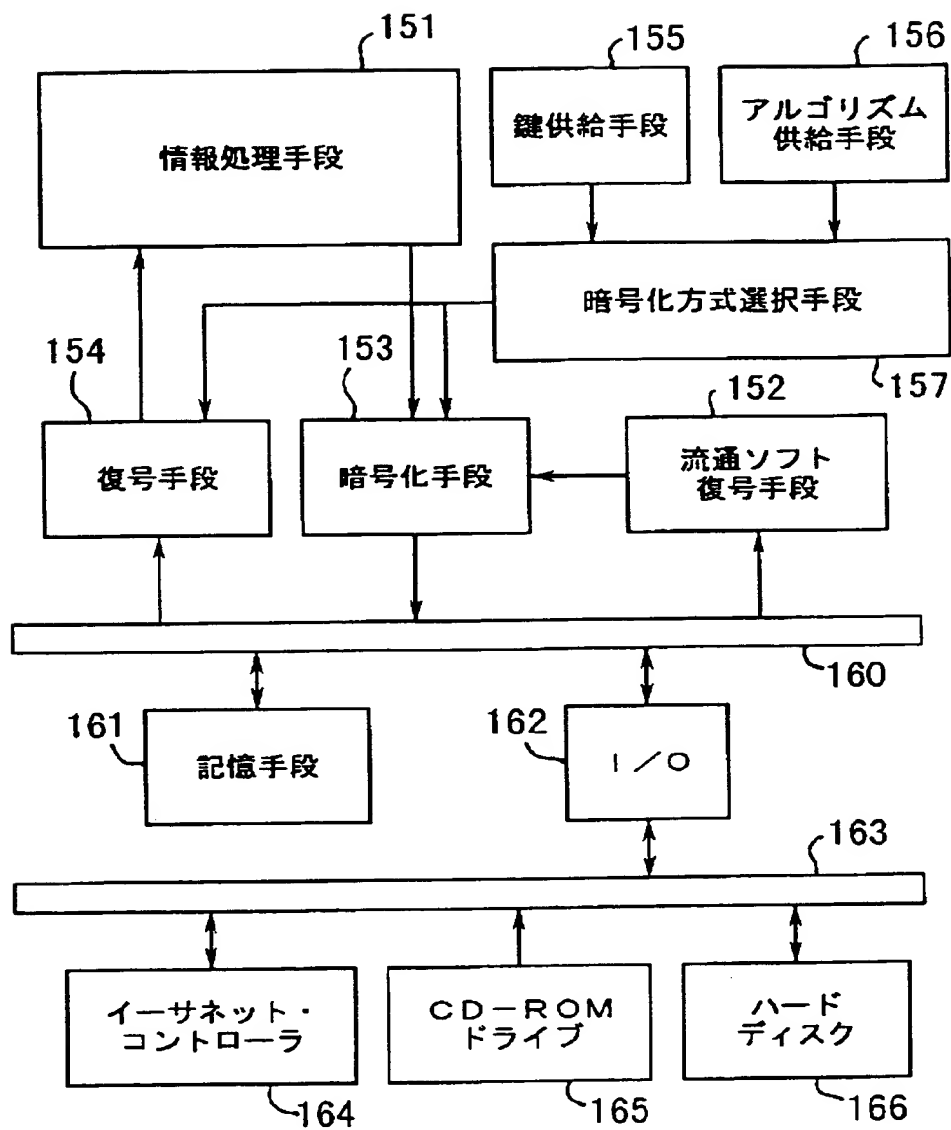 151
155
156
情報処理手段
鍵供給手段
アルゴリズム
供給手段
暗号化方式選択手段
157
154
153
152
復号手段
暗号化手段
流通ソフト
復号手段
160
161
記憶手段
162
I/O
163
イーサネット・
コントローラ
164
CD-ROM
ドライブ
165
ハード
ディスク
166